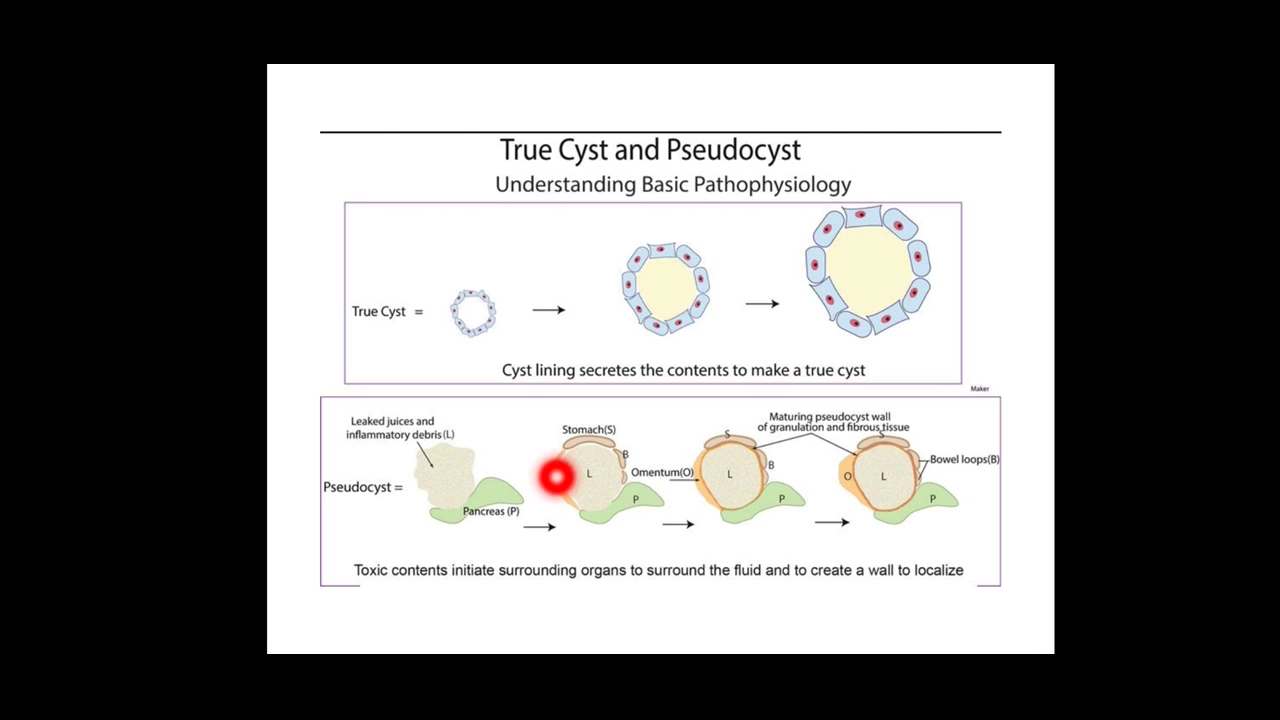 True Cyst and Pseudocyst
Understanding Basic Pathophysiology
True Cyst =
Cyst lining secretes the contents to make a true cyst
Maker
Leaked juices and
inflammatory debris(L)
Pseudocyst =
Pancreas (P)
Stomach(S)
B
L
P
Omentum(O)
S
L
B
P
Maturing pseudocyst wall
of granulation and fibrous tissue
S
O
L
Bowel loops(B)
P
Toxic contents initiate surrounding organs to surround the fluid and to create a wall to localize